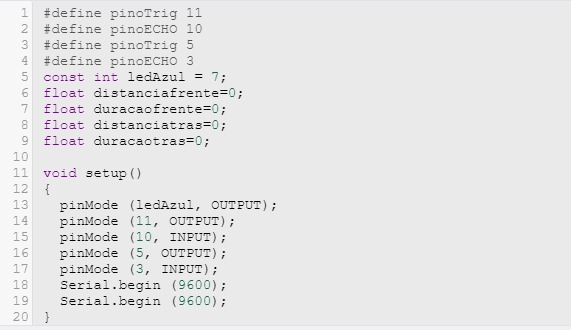 1 #define pinoTrig 11
2 #define pinoECHO 10
3 #define pinoTrig 5
4 #define pinoECHO 3
5 const int ledAzul = 7;
6 float distanciafrente=0;
7 float duracaofrente=0;
8 float distanciatras=0;
9 float duracaotras=0;
10
11 void setup()
12 {
13   pinMode (ledAzul, OUTPUT);
14   pinMode (11, OUTPUT);
15   pinMode (10, INPUT);
16   pinMode (5, OUTPUT);
17   pinMode (3, INPUT);
18   Serial.begin (9600);
19   Serial.begin (9600);
20 }